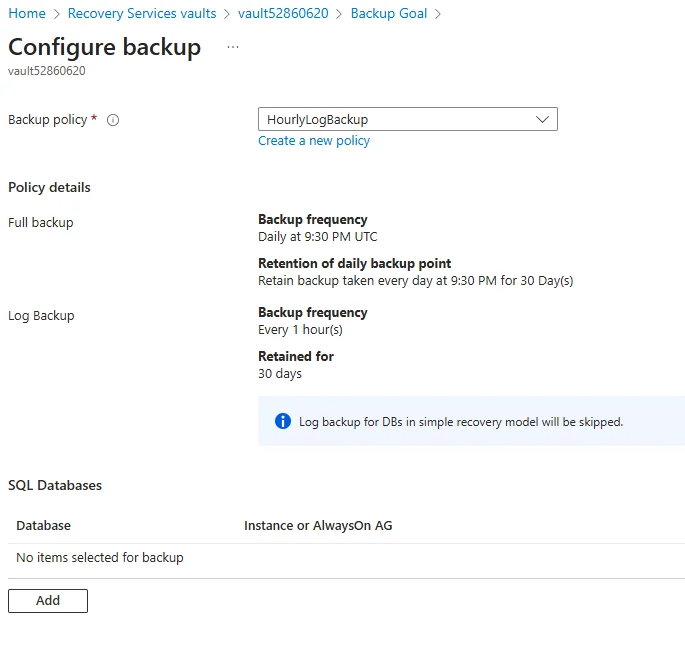 Home > Recovery Services vaults > vault52860620 > Backup Goal >
Configure backup ...
vault52860620
Backup policy * HourlyLogBackup
Create a new policy
Policy details
Full backup
Backup frequency
Daily at 9:30 PM UTC
Retention of daily backup point
Retain backup taken every day at 9:30 PM for 30 Day(s)
Log Backup
Backup frequency
Every 1 hour(s)
Retained for
30 days
Log backup for DBs in simple recovery model will be skipped.
SQL Databases
Database Instance or AlwaysOn AG
No items selected for backup
Add